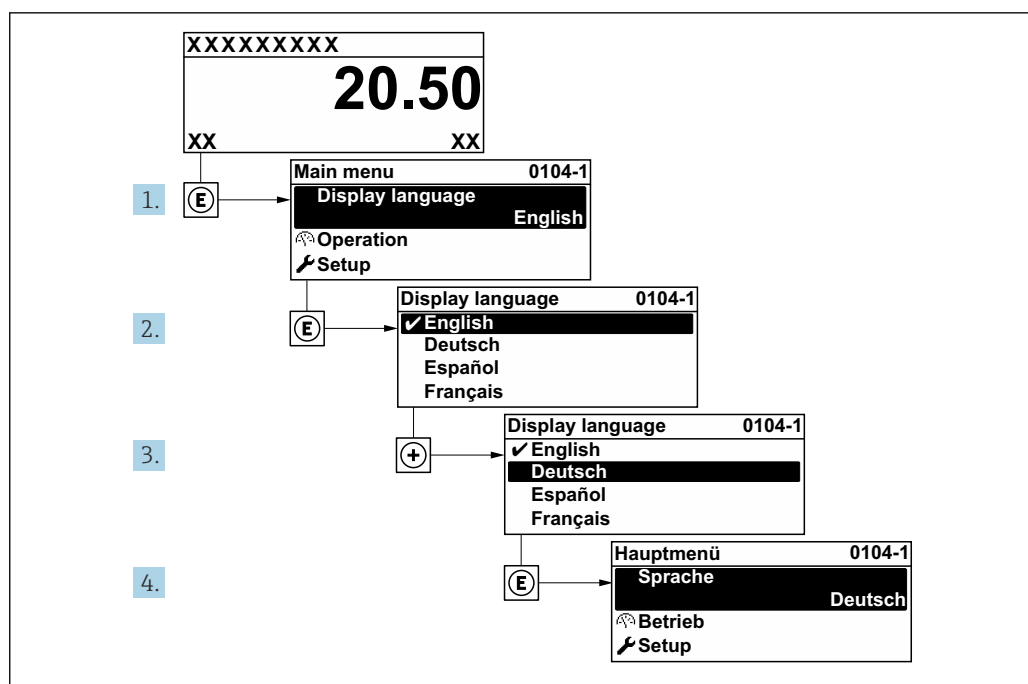 XXXXXXXXX
20.50
XX XX
1. E
Main menu 0104-1
Display language
English
Operation
Setup
2. E
Display language 0104-1
✔English
Deutsch
Español
Français
3. +
Display language 0104-1
✔English
Deutsch
Español
Français
4. E
Hauptmenü 0104-1
Sprache
Deutsch
Betrieb
Setup